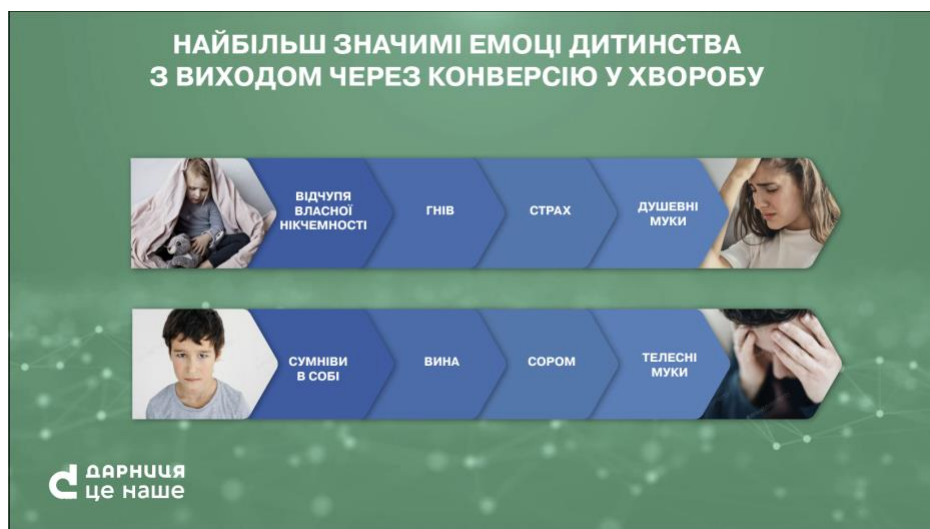 НАЙБІЛЬШ ЗНАЧИМІ ЕМОЦІ ДИТИНСТВА
З ВИХОДОМ ЧЕРЕЗ КОНВЕРСІЮ У ХВОРОБУ
ВІДЧУПЯ
ВЛАСНОЇ
НІКЧЕМНОСТІ
ГНІВ
СТРАХ
ДУШЕВНІ
МУКИ
СУМНІВИ
В СОБІ
ВИНА
СОРОМ
ТЕЛЕСНІ
МУКИ
ДАРНИЦЯ
це наше